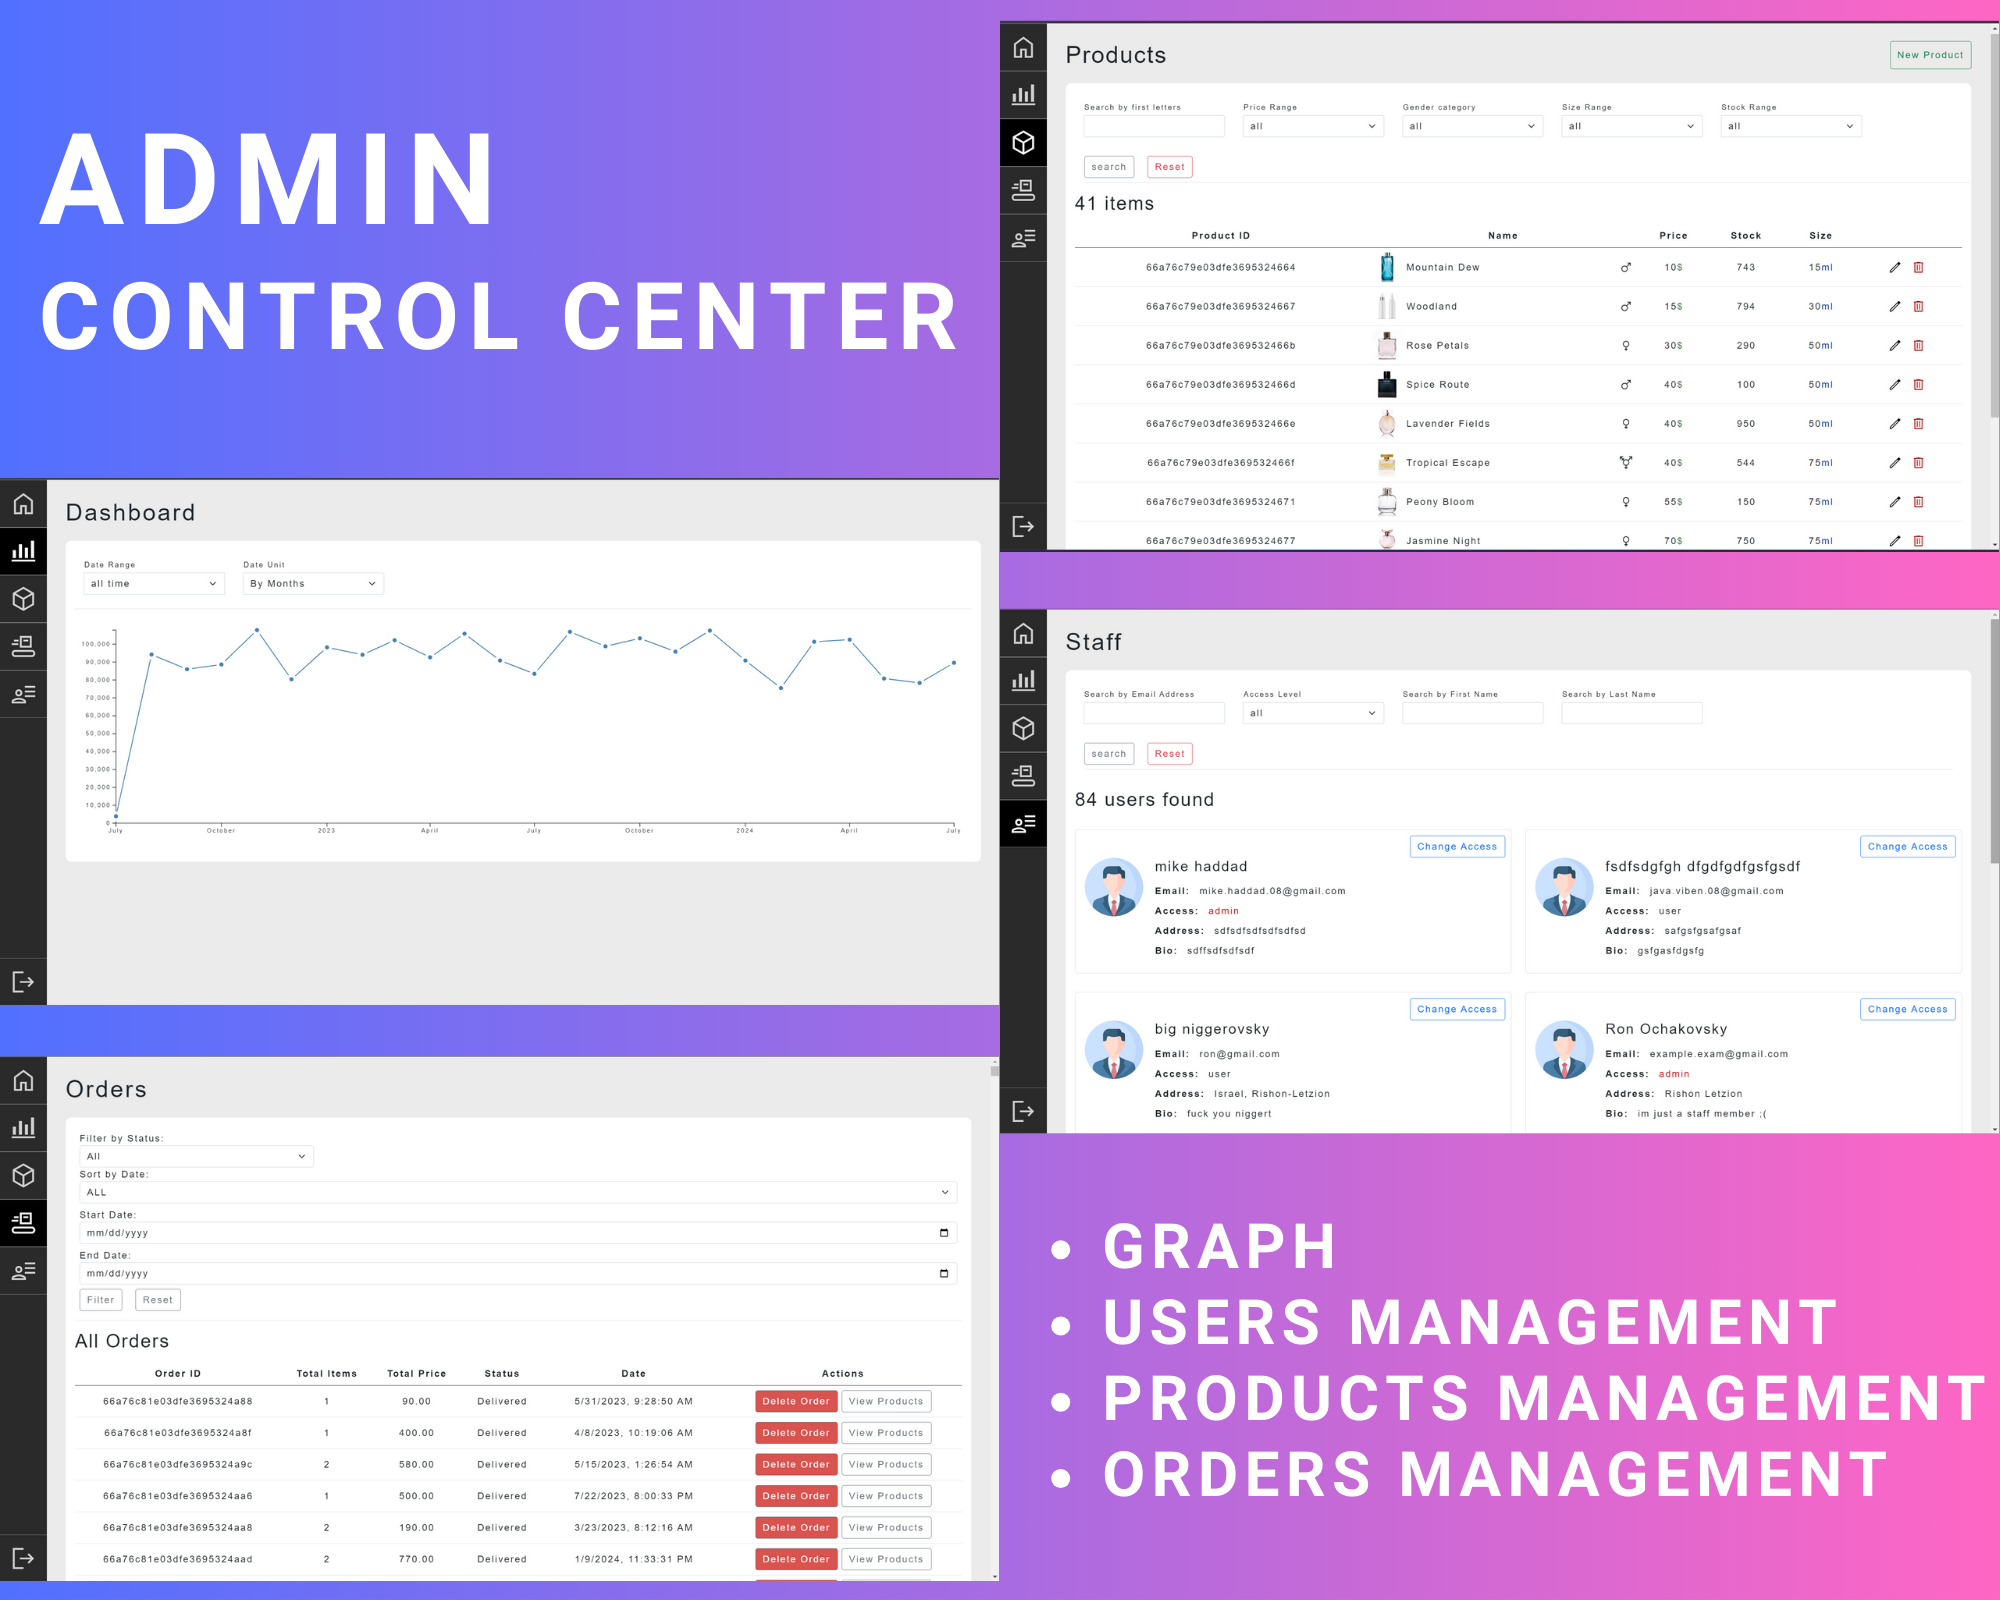 ADMIN
CONTROL CENTER
Dashboard
Date Range
Date Unit
all time
By Months
100,000
90,000
80,000
70,000
60,000
50,000
40,000
30,000
20,000
10,000
0
July October 2023 April July October 2024 April July
Orders
Filter by Status:
All
Sort by Date:
ALL
Start Date:
mm/dd/yyyy
End Date:
mm/dd/yyyy
Filter Reset
All Orders
Order ID Total Items Total Price Status Date Actions
66a76c81e03dfe3695324a88 1 90.00 Delivered 5/31/2023, 9:28:50 AM Delete Order View Products
66a76c81e03dfe3695324a8f 1 400.00 Delivered 4/8/2023, 10:19:06 AM Delete Order View Products
66a76c81e03dfe3695324a9c 2 580.00 Delivered 5/15/2023, 1:26:54 AM Delete Order View Products
66a76c81e03dfe3695324aa6 1 500.00 Delivered 7/22/2023, 8:00:33 PM Delete Order View Products
66a76c81e03dfe3695324aa8 2 190.00 Delivered 3/23/2023, 8:12:16 AM Delete Order View Products
66a76c81e03dfe3695324aad 2 770.00 Delivered 1/9/2024, 11:33:31 PM Delete Order View Products
Products
New Product
Search by first letters Price Range Gender category Size Range Stock Range
all all all all
search Reset
41 items
Product ID Name Price Stock Size
66a76c79e03dfe3695324664 Mountain Dew ♂ 10$ 743 15ml
66a76c79e03dfe3695324667 Woodland ♂ 15$ 794 30ml
66a76c79e03dfe369532466b Rose Petals ♀ 30$ 290 50ml
66a76c79e03dfe369532466d Spice Route ♂ 40$ 100 50ml
66a76c79e03dfe369532466e Lavender Fields ♀ 40$ 950 50ml
66a76c79e03dfe369532466f Tropical Escape 40$ 544 75ml
66a76c79e03dfe3695324671 Peony Bloom ♀ 55$ 150 75ml
66a76c79e03dfe3695324677 Jasmine Night ♀ 70$ 750 75ml
Staff
Search by Email Address Access Level Search by First Name Search by Last Name
all
search Reset
84 users found
Change Access
mike haddad
Email: mike.haddad.08@gmail.com
Access: admin
Address: sdfsdfsdfsdfsdfsd
Bio: sdffsdfsdfsdf
Change Access
fsdfsdgfgh dfgdfgdfgsfgsdf
Email: java.viben.08@gmail.com
Access: user
Address: safgsfgsafgsaf
Bio: gsfgasfdgsfg
Change Access
big niggerovsky
Email: ron@gmail.com
Access: user
Address: Israel, Rishon-Letzion
Bio: fuck you niggert
Change Access
Ron Ochakovsky
Email: example.exam@gmail.com
Access: admin
Address: Rishon Letzion
Bio: im just a staff member ;(
• GRAPH
• USERS MANAGEMENT
• PRODUCTS MANAGEMENT
• ORDERS MANAGEMENT